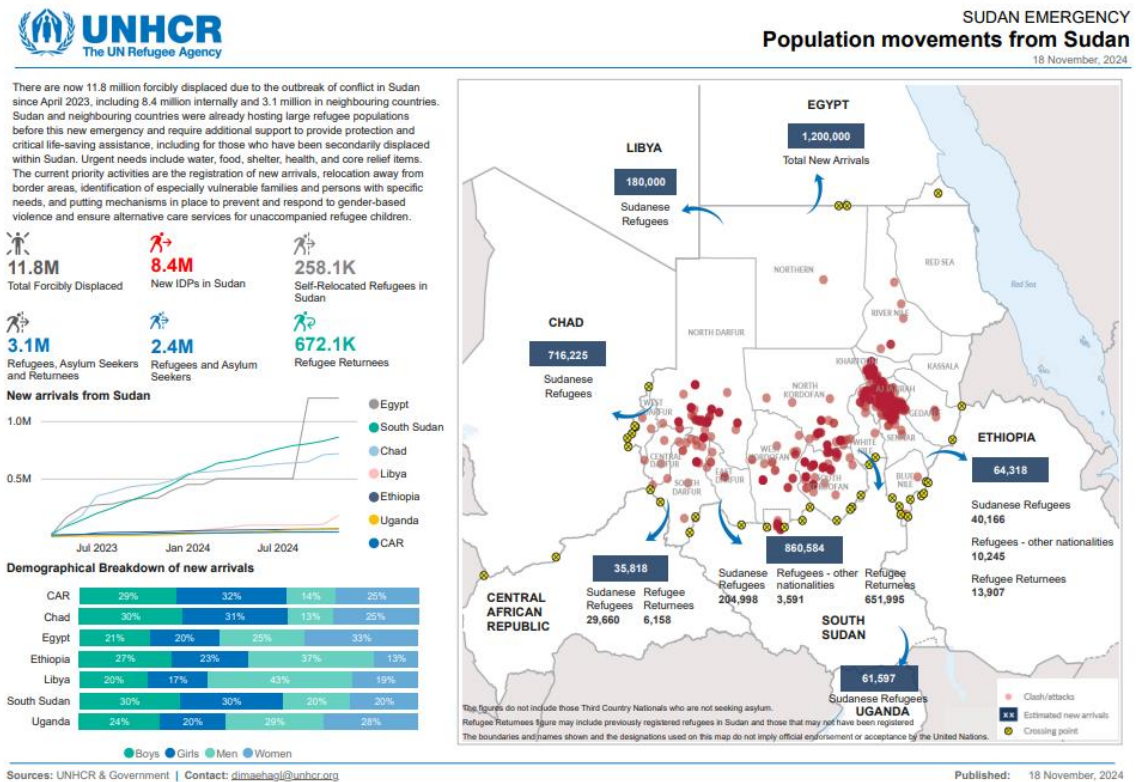 UNHCR
The UN Refugee Agency
SUDAN EMERGENCY
Population movements from Sudan
18 November, 2024
There are now 11.8 million forcibly displaced due to the outbreak of conflict in Sudan
since April 2023, including 8.4 million internally and 3.1 million in neighbouring countries.
Sudan and neighbouring countries were already hosting large refugee populations
before this new emergency and require additional support to provide protection and
critical life-saving assistance, including for those who have been secondarily displaced
within Sudan. Urgent needs include water, food, shelter, health, and core relief items.
The current priority activities are the registration of new arrivals, relocation away from
border areas, identification of especially vulnerable families and persons with specific
needs, and putting mechanisms in place to prevent and respond to gender-based
violence and ensure alternative care services for unaccompanied refugee children.
11.8M
Total Forcibly Displaced
8.4M
New IDPs in Sudan
258.1K
Self-Relocated Refugees in
Sudan
3.1M
Refugees, Asylum Seekers
and Returnees
2.4M
Refugees and Asylum
Seekers
672.1K
Refugee Returnees
New arrivals from Sudan
1.0M
0.5M
Jul 2023
Jan 2024
Jul 2024
Egypt
South Sudan
Chad
Libya
Ethiopia
Uganda
CAR
Demographical Breakdown of new arrivals
CAR 29% 32% 14% 25%
Chad 30% 31% 13% 25%
Egypt 21% 20% 25% 33%
Ethiopia 27% 23% 37% 13%
Libya 20% 17% 43% 19%
South Sudan 30% 30% 20% 20%
Uganda 24% 20% 29% 28%
Boys Girls Men Women
EGYPT
1,200,000
Total New Arrivals
LIBYA
180,000
Sudanese
Refugees
NORTHERN
RED SEA
Red Sea
RIVER NILE
NORTH DARFUR
CHAD
716,225
Sudanese
Refugees
KASSALA
NORTH
KORDOFAN
WEST
DARFUR
CENTRAL
DARFUR
SOUTH
DARFUR
EAST
DARFUR
WHITE
NILE
SENNAR
BLUE
NILE
ETHIOPIA
64,318
Sudanese Refugees
40,166
Refugees - other nationalities
10,245
Refugee Returnees
13,907
35,818
Sudanese
Refugees
29,660
Refugee
Returnees
6,158
CENTRAL
AFRICAN
REPUBLIC
860,584
Sudanese
Refugees
204,998
Refugees - other
nationalities
3,591
Refugee
Returnees
651,995
SOUTH
SUDAN
61,597
Sudanese Refugees
UGANDA
Clash/attacks
XX Estimated new arrivals
Crossing point
The figures do not include those Third Country Nationals who are not seeking asylum.
Refugee Returnees figure may include previously registered refugees in Sudan and those that may not have been registered
The boundaries and names shown and the designations used on this map do not imply official endorsement or acceptance by the United Nations.
Sources: UNHCR & Government | Contact: dimaehagl@unhcr.org
Published: 18 November, 2024